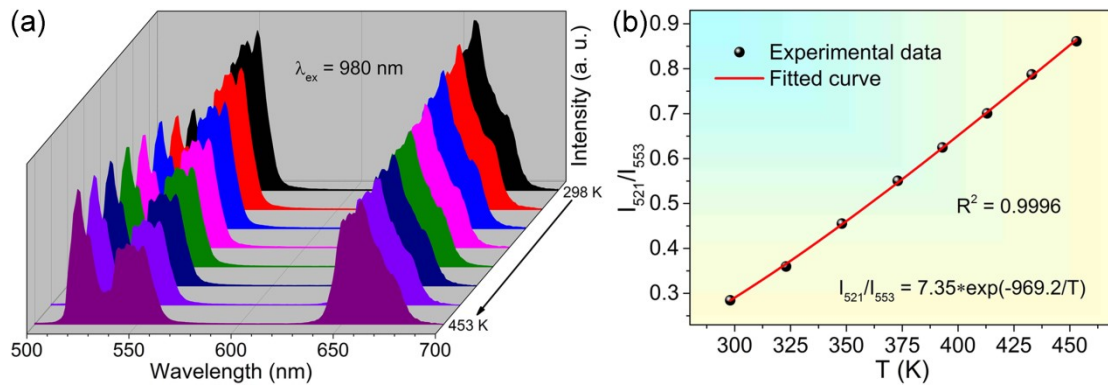 (a)
λex = 980 nm
Intensity (a. u.)
298 K
453 K
500 550 600 650 700
Wavelength (nm)
(b)
0.9
0.8
0.7
0.6
0.5
0.4
0.3
I521/I553
Experimental data
Fitted curve
R² = 0.9996
I521/I553 = 7.35*exp(-969.2/T)
300 325 350 375 400 425 450
T (K)